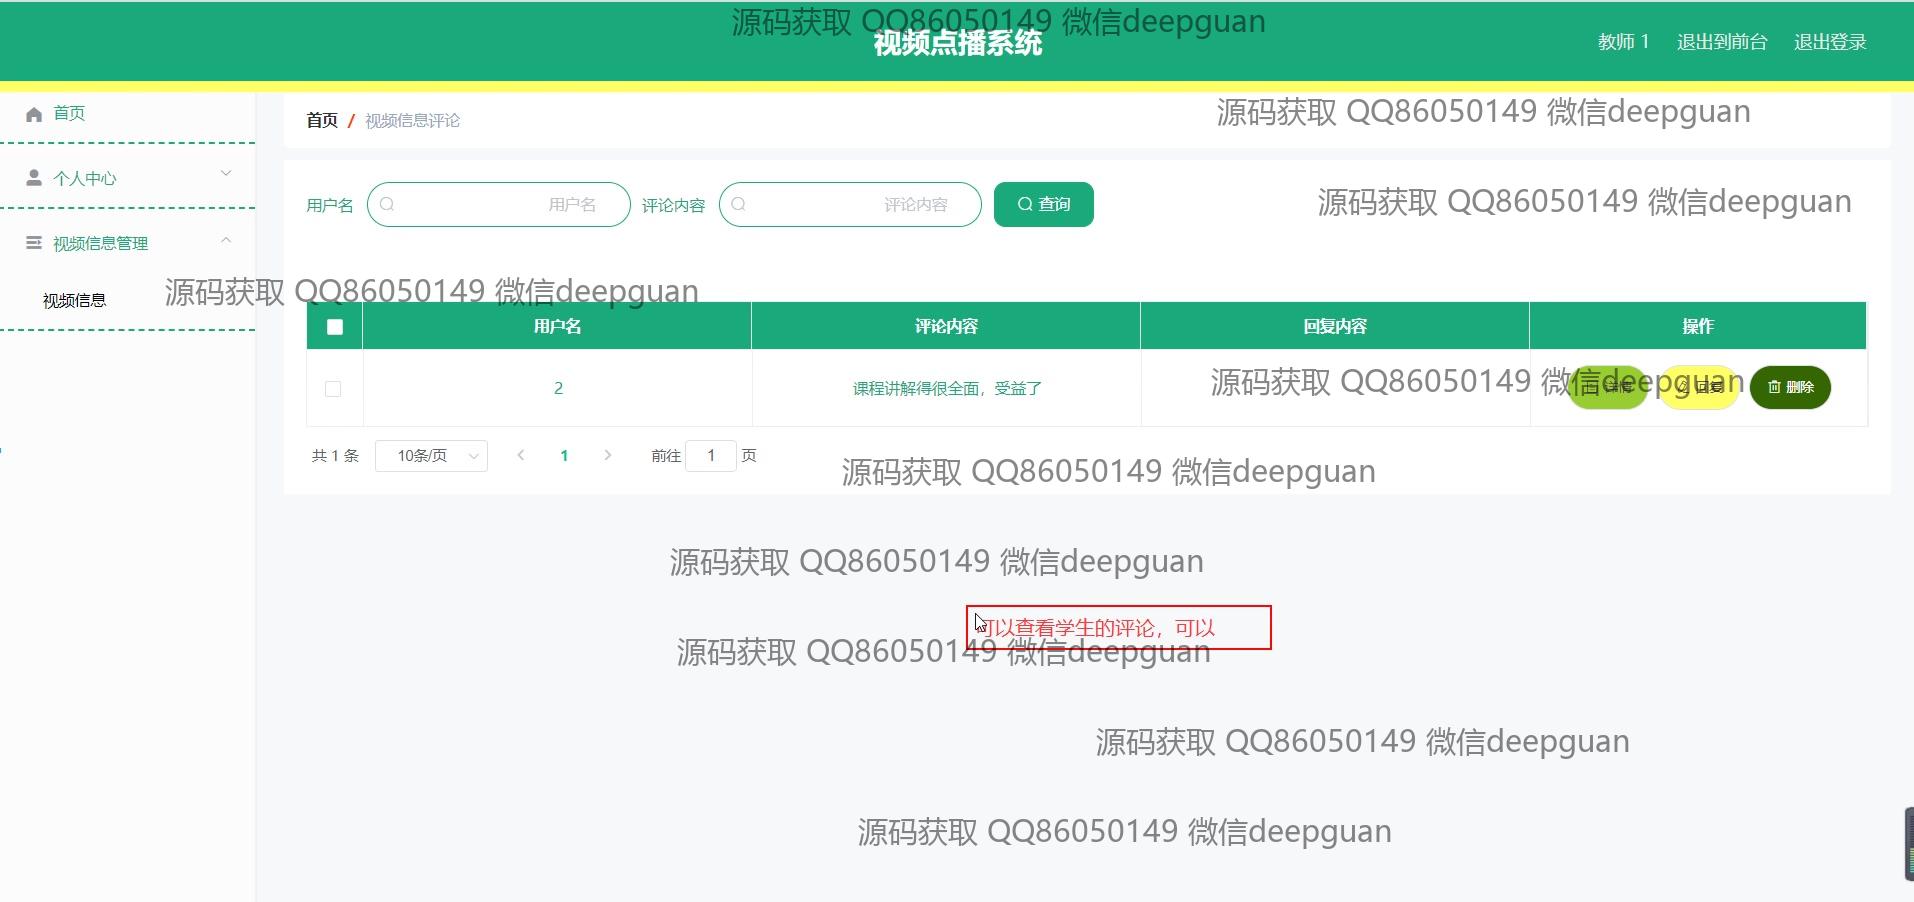 源码获取 QQ86050149 微信deepguan
视频点播系统
教师 1 退出到前台 退出登录
首页
源码获取 QQ86050149 微信deepguan
首页 / 视频信息评论
个人中心
用户名 用户名 评论内容 评论内容 查询
源码获取 QQ86050149 微信deepguan
视频信息管理
视频信息
源码获取 QQ86050149 微信deepguan
用户名 评论内容 回复内容 操作
2 课程讲解得很全面，受益了 详情 回复 删除
源码获取 QQ86050149 微信deepguan
共 1 条 10条/页 1 前往 1 页
源码获取 QQ86050149 微信deepguan
源码获取 QQ86050149 微信deepguan
可以查看学生的评论，可以
源码获取 QQ86050149 微信deepguan
源码获取 QQ86050149 微信deepguan
源码获取 QQ86050149 微信deepguan